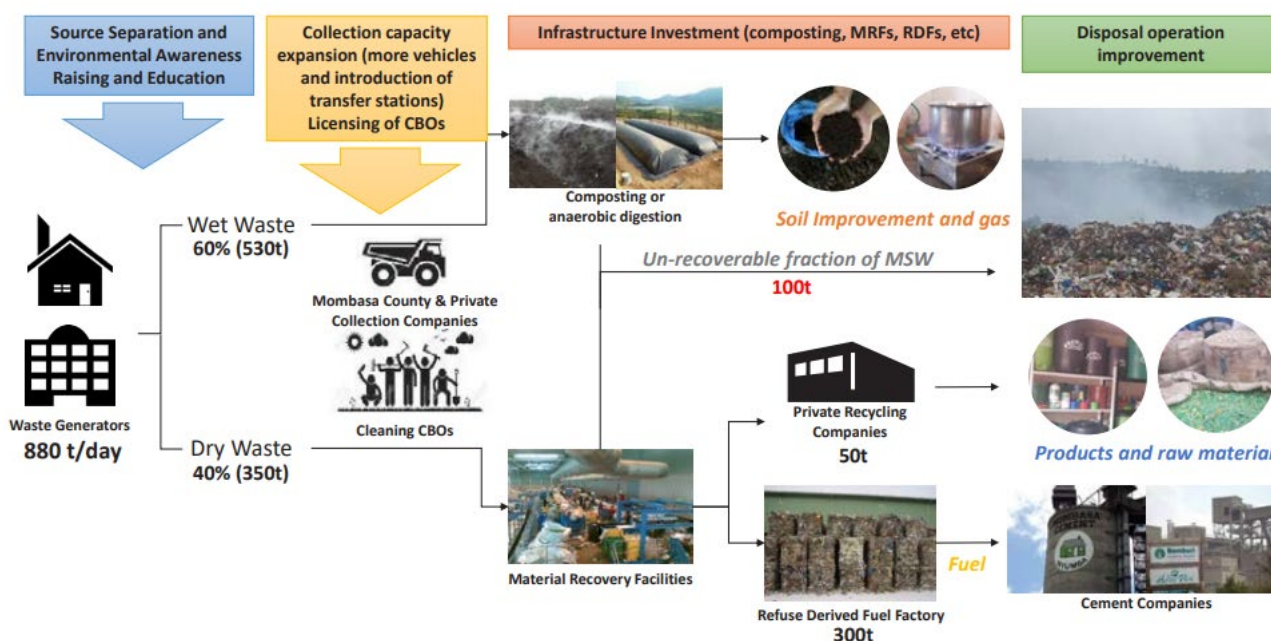 Source Separation and
Environmental Awareness
Raising and Education
Collection capacity
expansion (more vehicles
and introduction of
transfer stations)
Licensing of CBOs
Infrastructure Investment (composting, MRFs, RDFs, etc)
Disposal operation
improvement
Composting or
anaerobic digestion
Soil Improvement and gas
Wet Waste
60% (530t)
Mombasa County & Private
Collection Companies
Un-recoverable fraction of MSW
100t
Waste Generators
880 t/day
Cleaning CBOs
Dry Waste
40% (350t)
Private Recycling
Companies
50t
Products and raw material
Material Recovery Facilities
Refuse Derived Fuel Factory
300t
Fuel
CEMENT
NYUMBA
Bamburi
Cement Companies